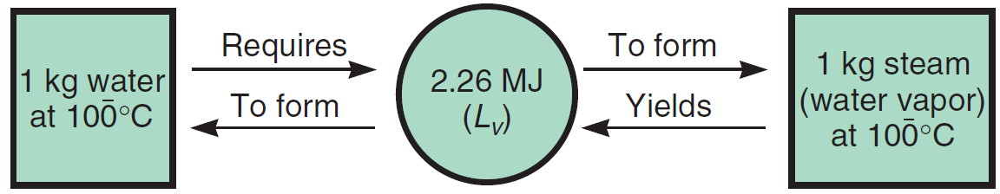 1 kg water
at 100̄°C
Requires
To form
2.26 MJ
(Lv)
To form
Yields
1 kg steam
(water vapor)
at 100̄°C